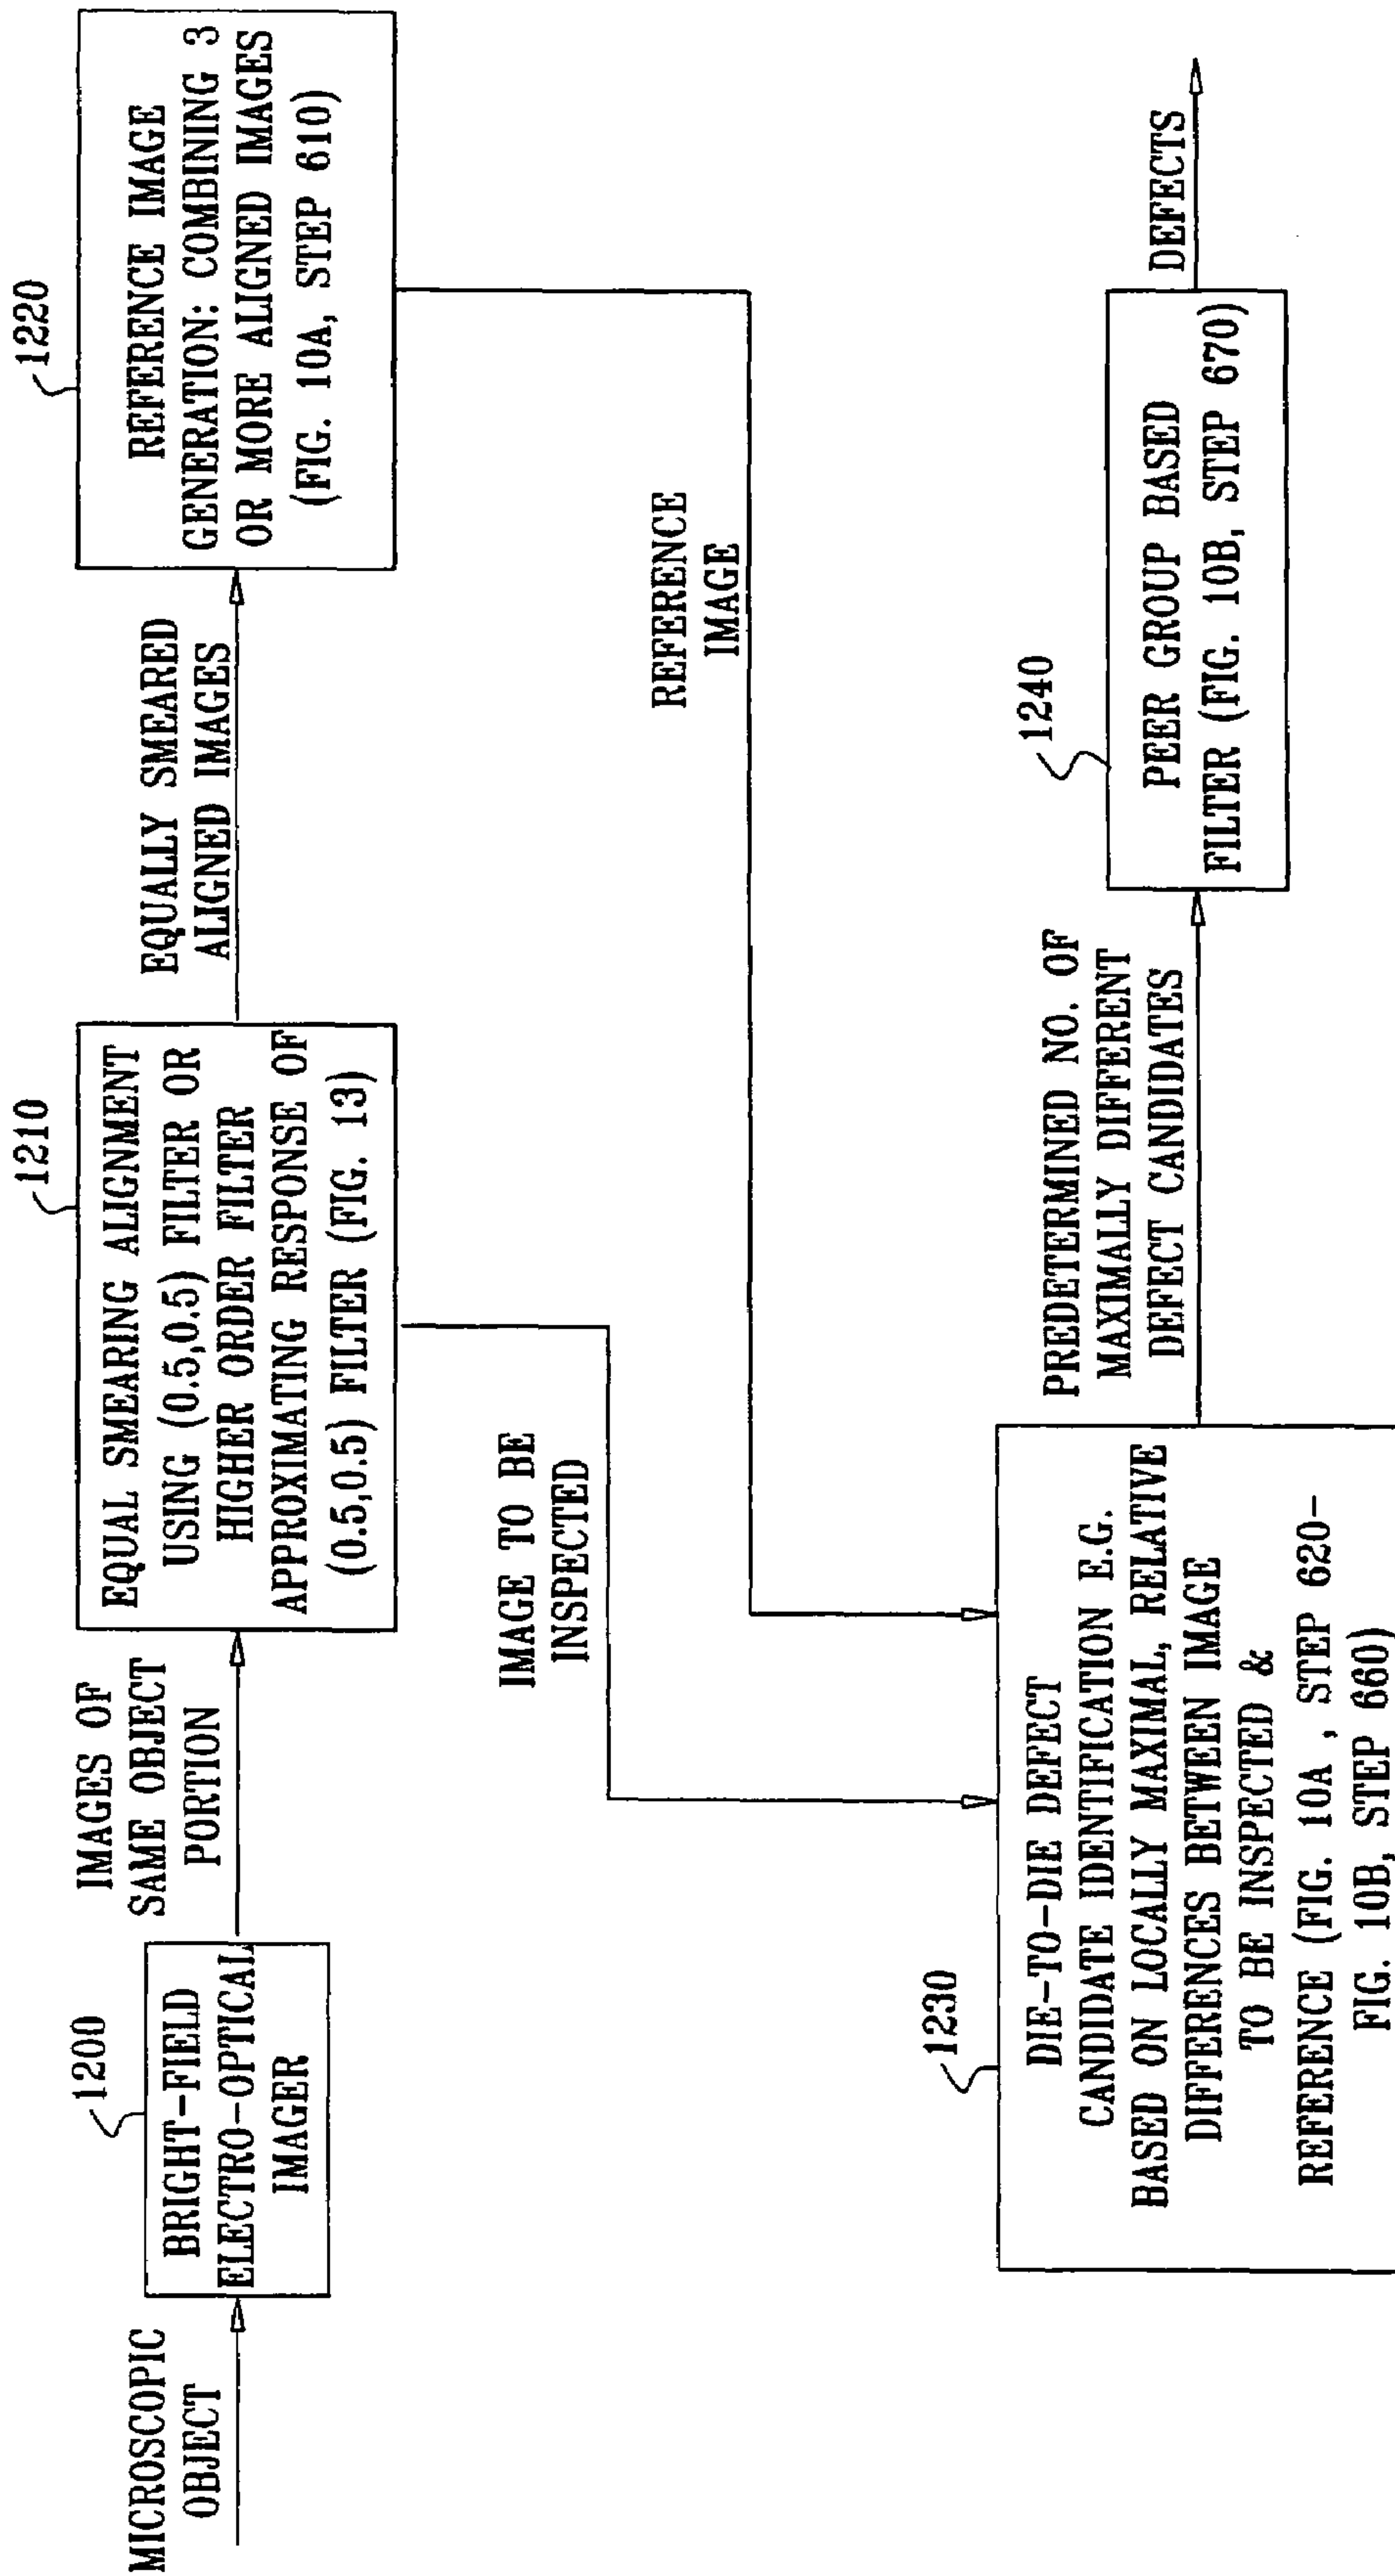 MICROSCOPIC
OBJECT
1200
BRIGHT-FIELD
ELECTRO-OPTICAL
IMAGER
IMAGES OF
SAME OBJECT
PORTION
1210
EQUAL SMEARING ALIGNMENT
USING (0.5,0.5) FILTER OR
HIGHER ORDER FILTER
APPROXIMATING RESPONSE OF
(0.5,0.5) FILTER (FIG. 13)
EQUALLY SMEARED
ALIGNED IMAGES
1220
REFERENCE IMAGE
GENERATION: COMBINING 3
OR MORE ALIGNED IMAGES
(FIG. 10A, STEP 610)
IMAGE TO BE
INSPECTED
REFERENCE
IMAGE
1230
DIE-TO-DIE DEFECT
CANDIDATE IDENTIFICATION E.G.
BASED ON LOCALLY MAXIMAL, RELATIVE
DIFFERENCES BETWEEN IMAGE
TO BE INSPECTED &
REFERENCE (FIG. 10A , STEP 620-
FIG. 10B, STEP 660)
PREDETERMINED NO. OF
MAXIMALLY DIFFERENT
DEFECT CANDIDATES
1240
PEER GROUP BASED
FILTER (FIG. 10B, STEP 670)
DEFECTS